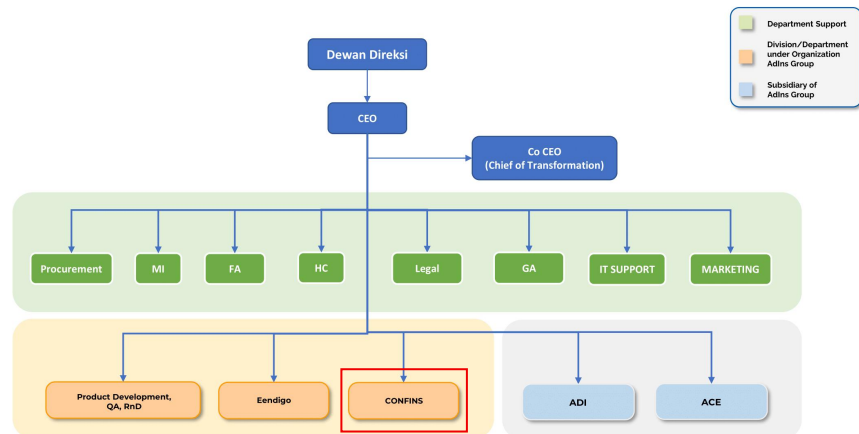 Department Support
Division/Department
under Organization
AdIns Group
Subsidiary of
AdIns Group
Dewan Direksi
CEO
Co CEO
(Chief of Transformation)
Procurement
MI
FA
HC
Legal
GA
IT SUPPORT
MARKETING
Product Development,
QA, RnD
Eendigo
CONFINS
ADI
ACE